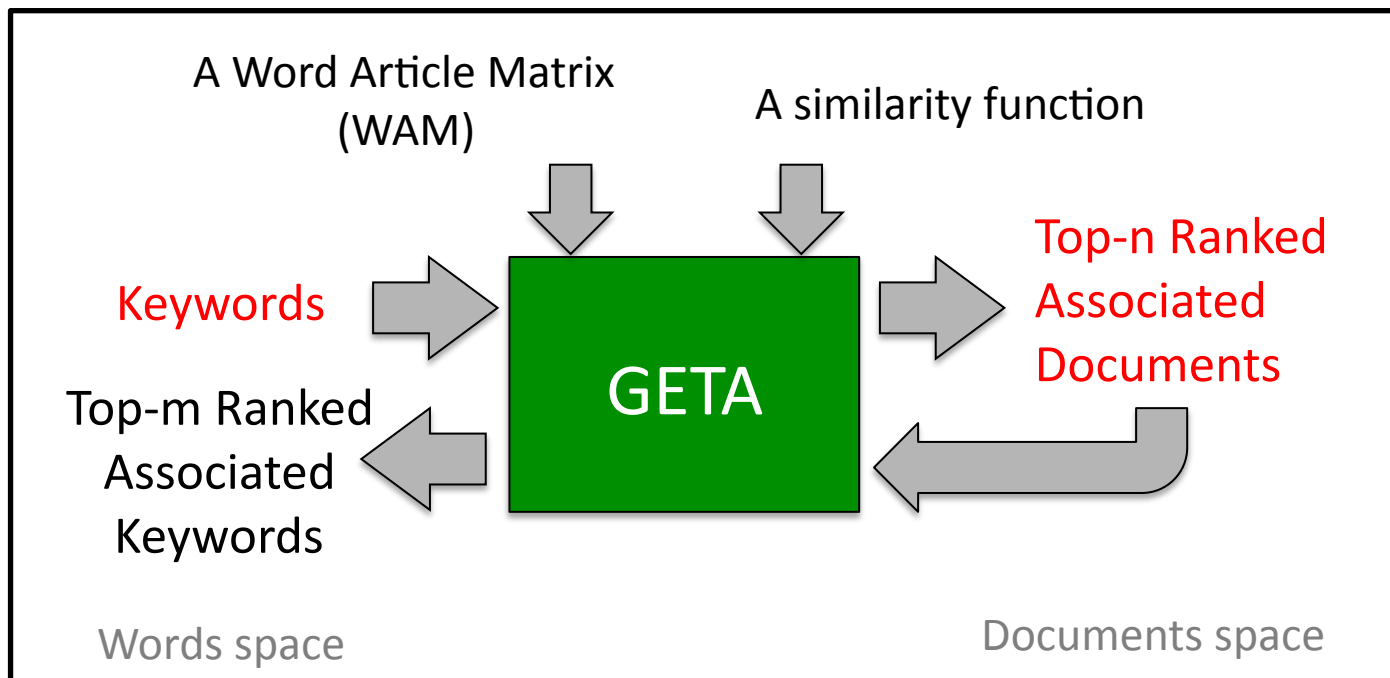 A Word Article Matrix
(WAM)
A similarity function
Keywords
Top-n Ranked
Associated
Documents
GETA
Top-m Ranked
Associated
Keywords
Words space
Documents space